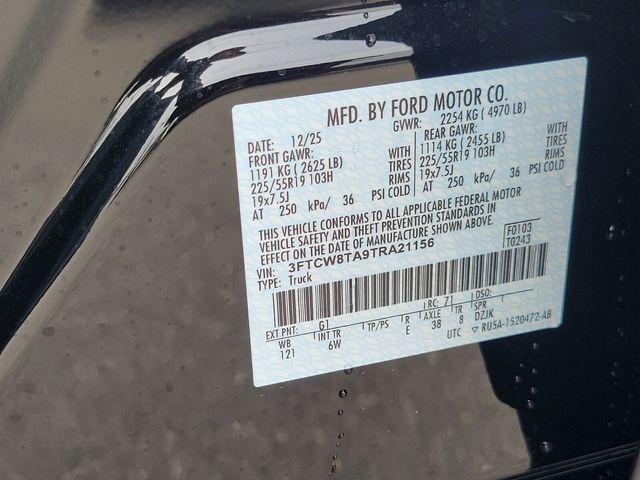 MFD. BY FORD MOTOR CO.
DATE: 12/25
GVWR: 2254 KG ( 4970 LB)
FRONT GAWR:
1191 KG ( 2625 LB) WITH
225/55R19 103H TIRES
19x7.5J RIMS
AT 250 kPa/ 36 PSI COLD
REAR GAWR:
1114 KG ( 2455 LB) WITH
225/55R19 103H TIRES
19x7.5J RIMS
AT 250 kPa/ 36 PSI COLD
THIS VEHICLE CONFORMS TO ALL APPLICABLE FEDERAL MOTOR
VEHICLE SAFETY AND THEFT PREVENTION STANDARDS IN
EFFECT ON THE DATE OF MANUFACTURE SHOWN ABOVE.
VIN: 3FTCW8TA9TRA21156
TYPE: Truck
F0103
T0243
EXT PNT: G1 RC: 71 DSO:
WB INT TR TP/PS R AXLE TR SPR
121 6W E 38 8 DZJK
UTC ▽ RU5A-1520472-AB